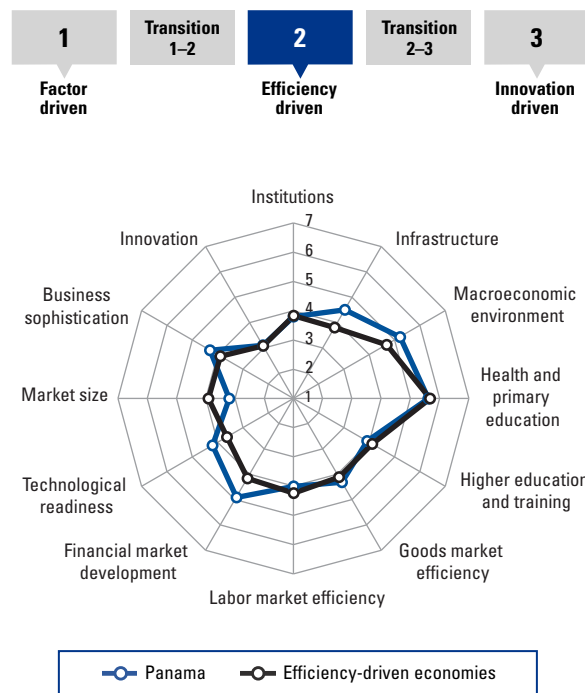 1
Transition
1–2
2
Transition
2–3
3
Factor
driven
Efficiency
driven
Innovation
driven
Institutions
7
6
5
4
3
2
1
Infrastructure
Macroeconomic
environment
Health and
primary
education
Higher education
and training
Goods market
efficiency
Labor market efficiency
Financial market
development
Technological
readiness
Market size
Business
sophistication
Innovation
Panama
Efficiency-driven economies